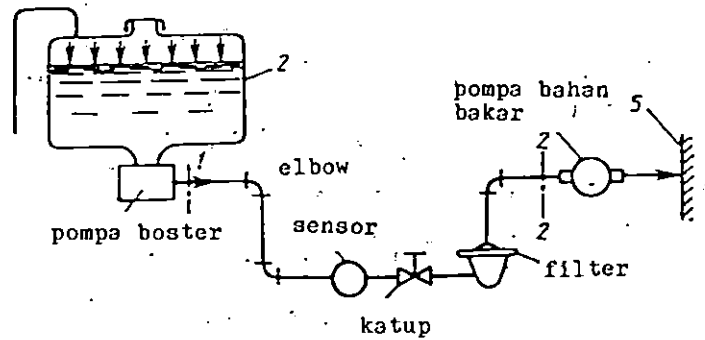 2
pompa bahan
bakar
5
1
2
elbow
pompa boster
sensor
2
filter
katup